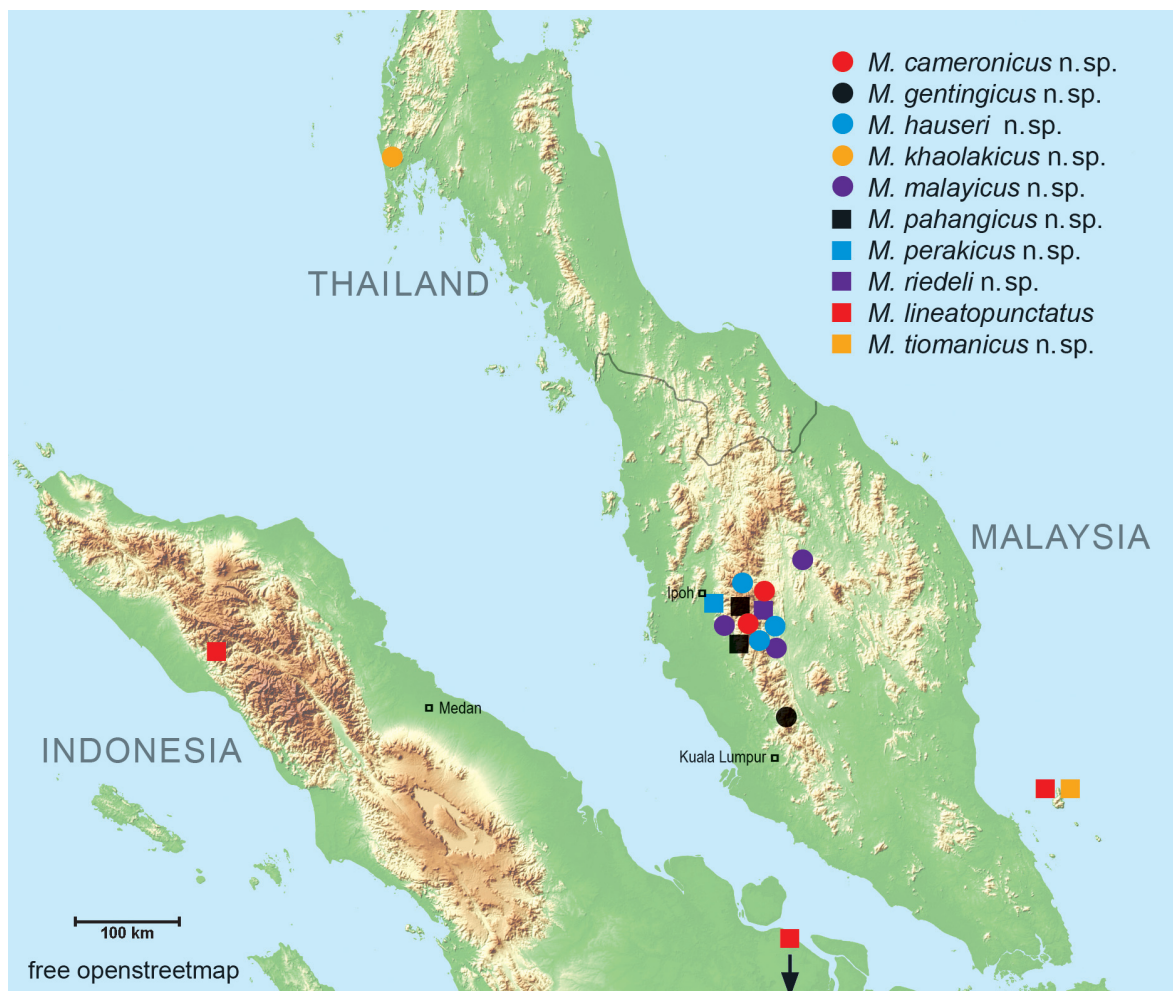 M. cameronicus n. sp.
M. gentingicus n. sp.
M. hauseri n. sp.
M. khaolakicus n. sp.
M. malayicus n. sp.
M. pahangicus n. sp.
M. perakicus n. sp.
M. riedeli n. sp.
M. lineatopunctatus
M. tiomanicus n. sp.
THAILAND
MALAYSIA
Ipoh
Medan
INDONESIA
Kuala Lumpur
100 km
free openstreetmap